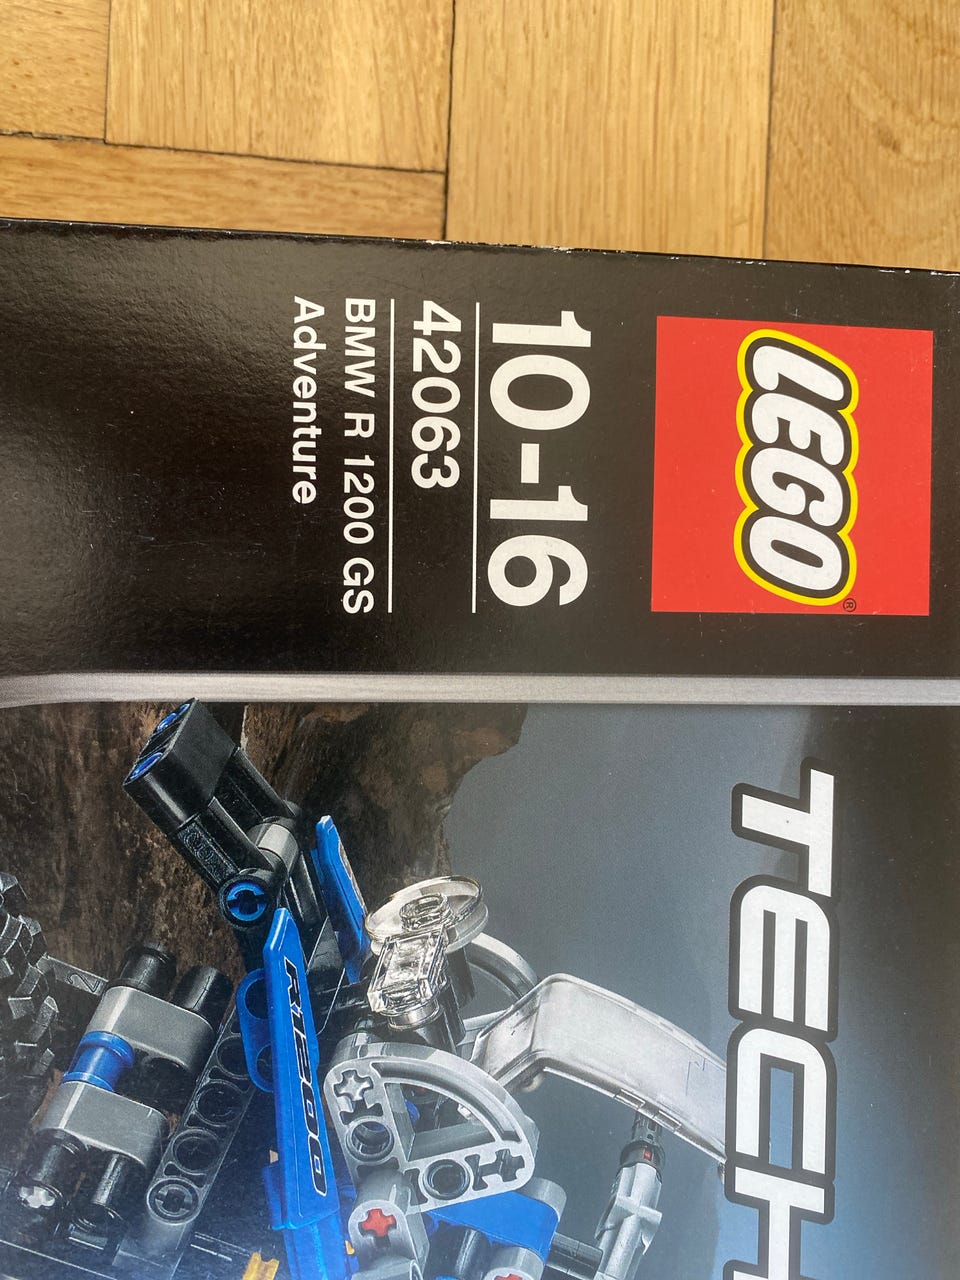 LEGO®
10-16
42063
BMW R 1200 GS
Adventure
TECH
R1200